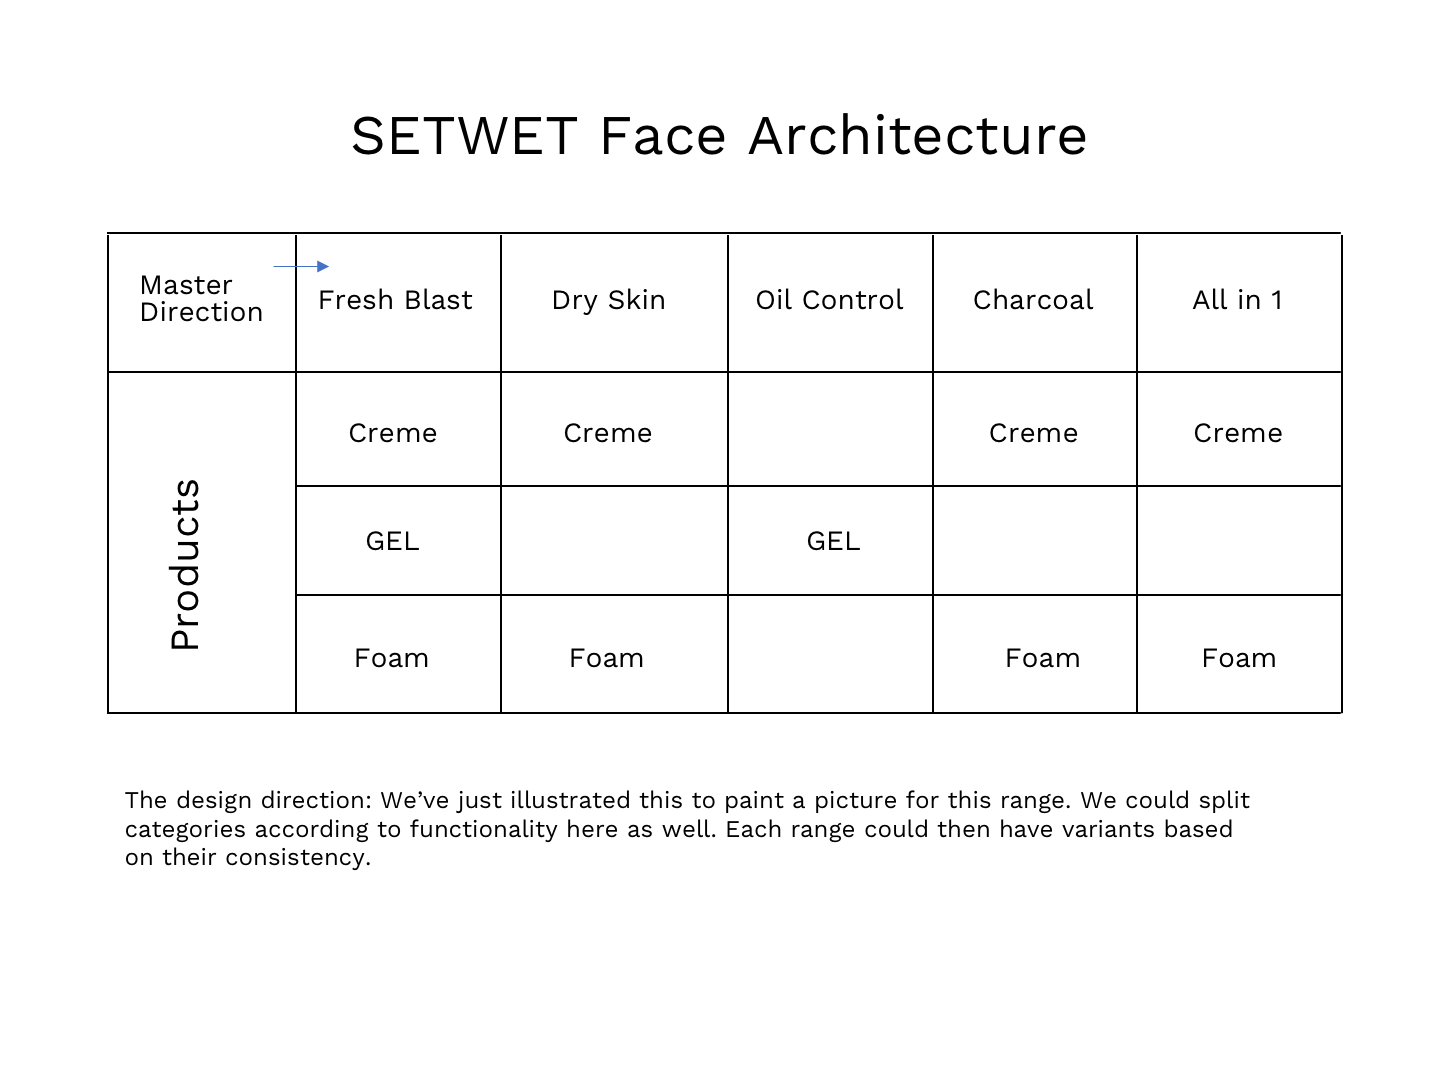 SETWET Face Architecture
Master
Direction
Fresh Blast
Dry Skin
Oil Control
Charcoal
All in 1
Products
Creme
Creme
Creme
Creme
GEL
GEL
Foam
Foam
Foam
Foam
The design direction: We’ve just illustrated this to paint a picture for this range. We could split
categories according to functionality here as well. Each range could then have variants based
on their consistency.